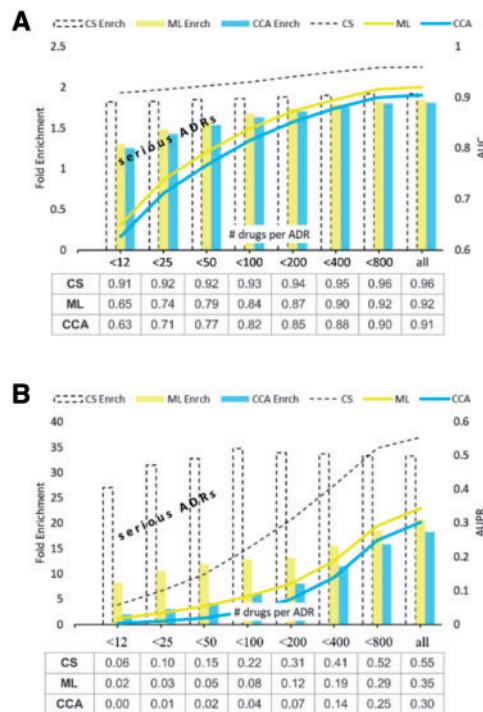 A
CS Enrch ML Enrch CCA Enrch CS ML CCA
2.5 1
2 0.9
1.5 0.8
1 0.7
0.5
0 0.6
Fold Enrichment
AUC
serious ADRs
# drugs per ADR
<12 <25 <50 <100 <200 <400 <800 all
CS 0.91 0.92 0.92 0.93 0.94 0.95 0.96 0.96
ML 0.65 0.74 0.79 0.84 0.87 0.90 0.92 0.92
CCA 0.63 0.71 0.77 0.82 0.85 0.88 0.90 0.91
B
CS Enrch ML Enrch CCA Enrch CS ML CCA
40 0.6
35 0.5
30
25 0.4
20 0.3
15 0.2
10
5 0.1
0 0
Fold Enrichment
AUPR
serious ADRs
# drugs per ADR
<12 <25 <50 <100 <200 <400 <800 all
CS 0.06 0.10 0.15 0.22 0.31 0.41 0.52 0.55
ML 0.02 0.03 0.05 0.08 0.12 0.19 0.29 0.35
CCA 0.00 0.01 0.02 0.04 0.07 0.14 0.25 0.30